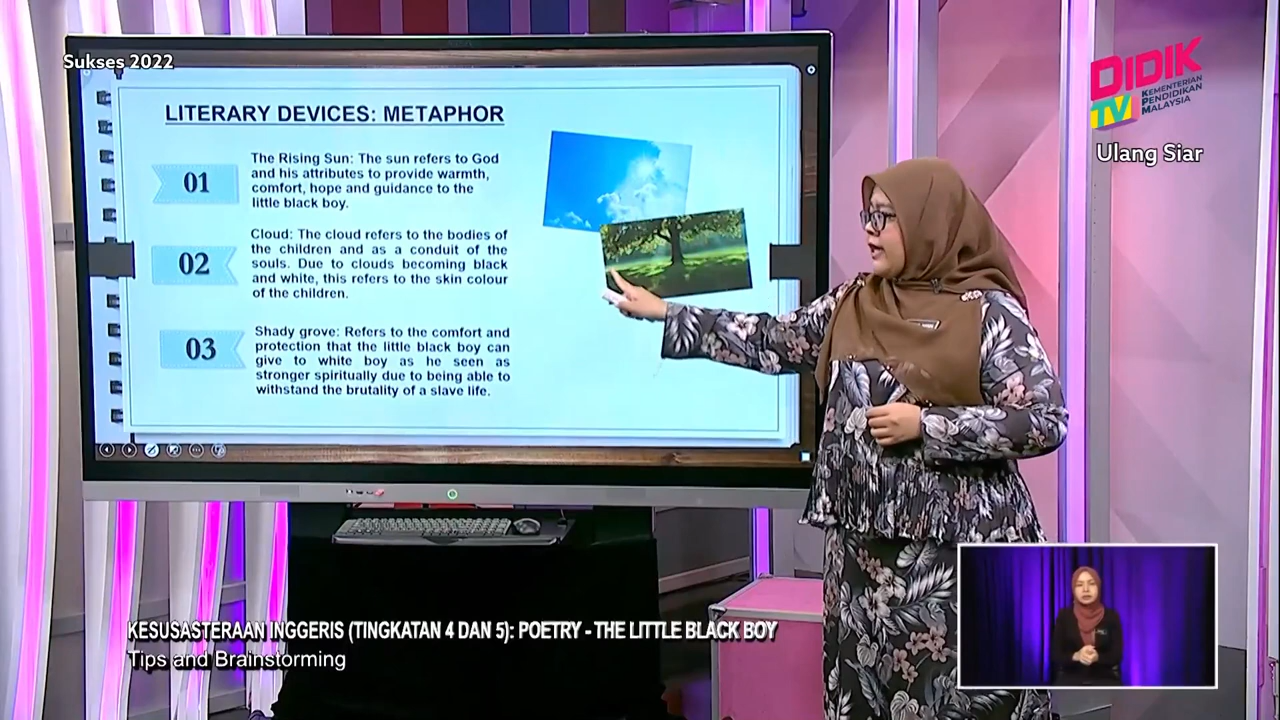 Sukses 2022
DIDIK
TV
KEMENTERIAN
PENDIDIKAN
MALAYSIA
Ulang Siar
LITERARY DEVICES: METAPHOR
01
The Rising Sun: The sun refers to God
and his attributes to provide warmth,
comfort, hope and guidance to the
little black boy.
02
Cloud: The cloud refers to the bodies of
the children and as a conduit of the
souls. Due to clouds becoming black
and white, this refers to the skin colour
of the children.
03
Shady grove: Refers to the comfort and
protection that the little black boy can
give to white boy as he seen as
stronger spiritually due to being able to
withstand the brutality of a slave life.
KESUSASTERAAN INGGERIS (TINGKATAN 4 DAN 5): POETRY - THE LITTLE BLACK BOY
Tips and Brainstorming